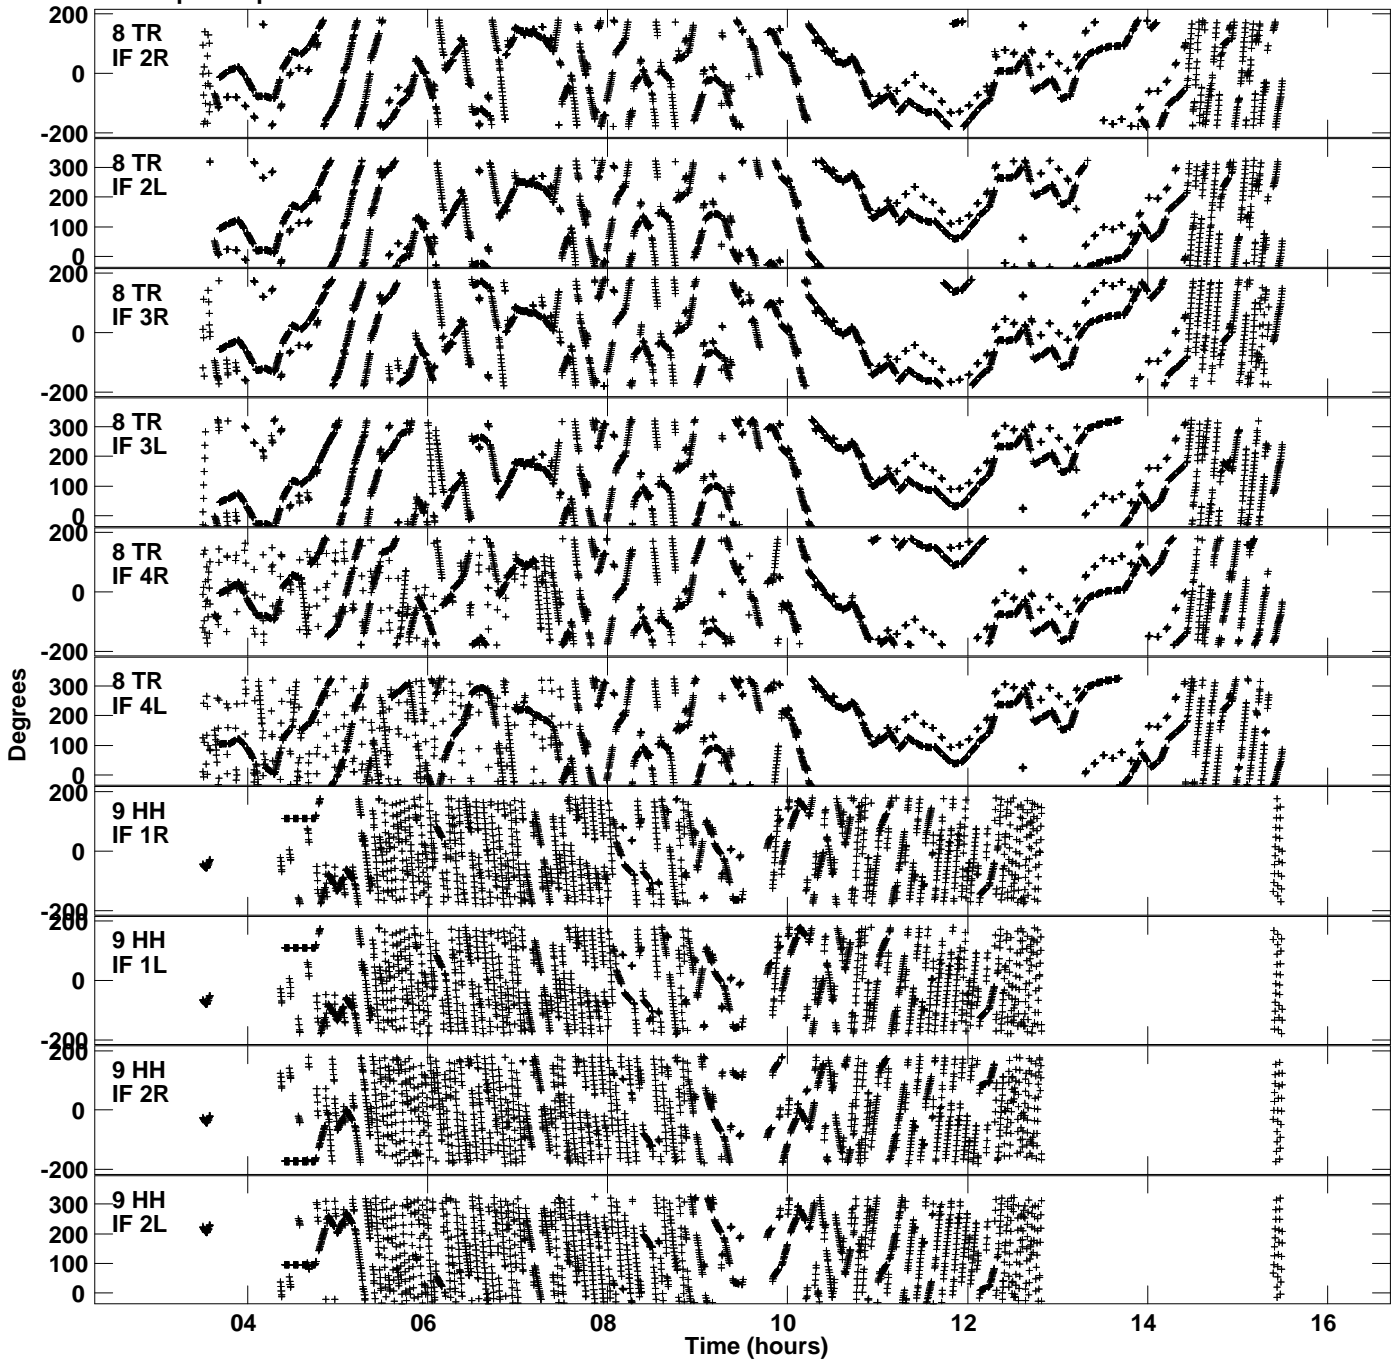 200
8 TR
IF 2R
0
-200
8 TR
IF 2L
300
200
100
0
200
8 TR
IF 3R
0
-200
8 TR
IF 3L
300
200
100
0
200
8 TR
IF 4R
0
-200
8 TR
IF 4L
300
200
100
0
200
9 HH
IF 1R
0
-200
200
9 HH
IF 1L
0
-200
200
9 HH
IF 2R
0
-200
9 HH
IF 2L
300
200
100
0
Degrees
04 06 08 10 12 14 16
Time (hours)